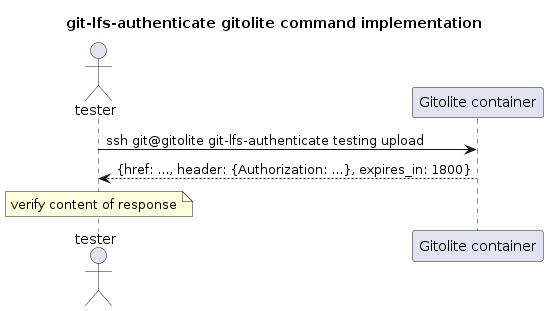 git-lfs-authenticate gitolite command implementation
tester
Gitolite container
ssh git@gitolite git-lfs-authenticate testing upload
{href: ..., header: {Authorization: ...}, expires_in: 1800}
verify content of response
tester
Gitolite container